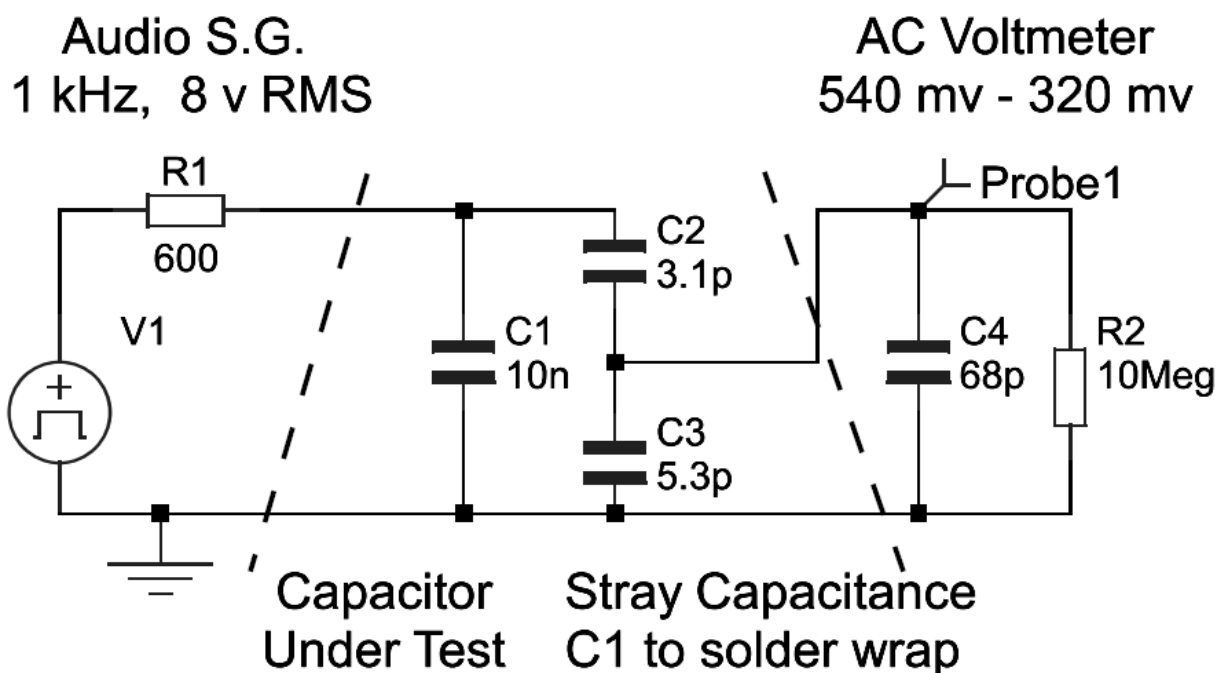 Audio S.G.
1 kHz, 8 v RMS
AC Voltmeter
540 mv - 320 mv
R1
600
Probe1
C2
3.1p
V1
C1
10n
C4
68p
R2
10Meg
C3
5.3p
Capacitor
Under Test
Stray Capacitance
C1 to solder wrap